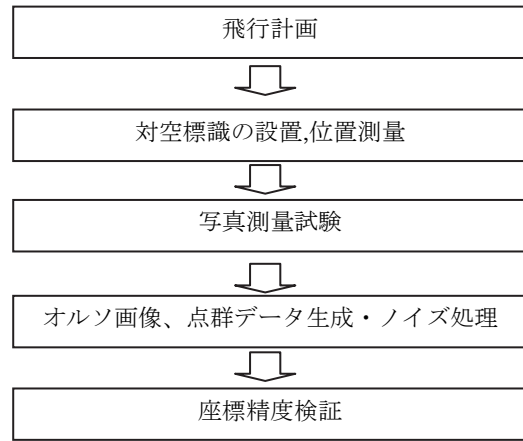 飛行計画
対空標識の設置,位置測量
写真測量試験
オルソ画像、点群データ生成・ノイズ処理
座標精度検証